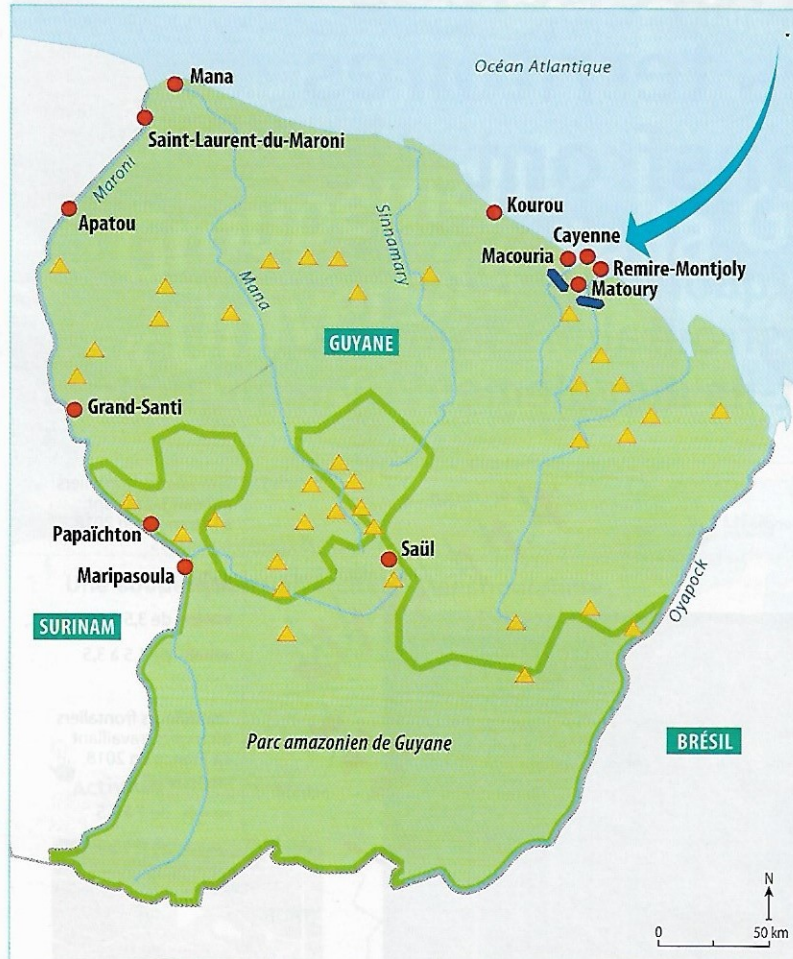 Océan Atlantique
Mana
Saint-Laurent-du-Maroni
Maroni
Apatou
Mana
Sinnamary
Kourou
Cayenne
Macouria
Remire-Montjoly
Matoury
GUYANE
Grand-Santi
Papaïchton
Maripasoula
Saül
Oyapock
SURINAM
BRÉSIL
Parc amazonien de Guyane
N
0 50 km